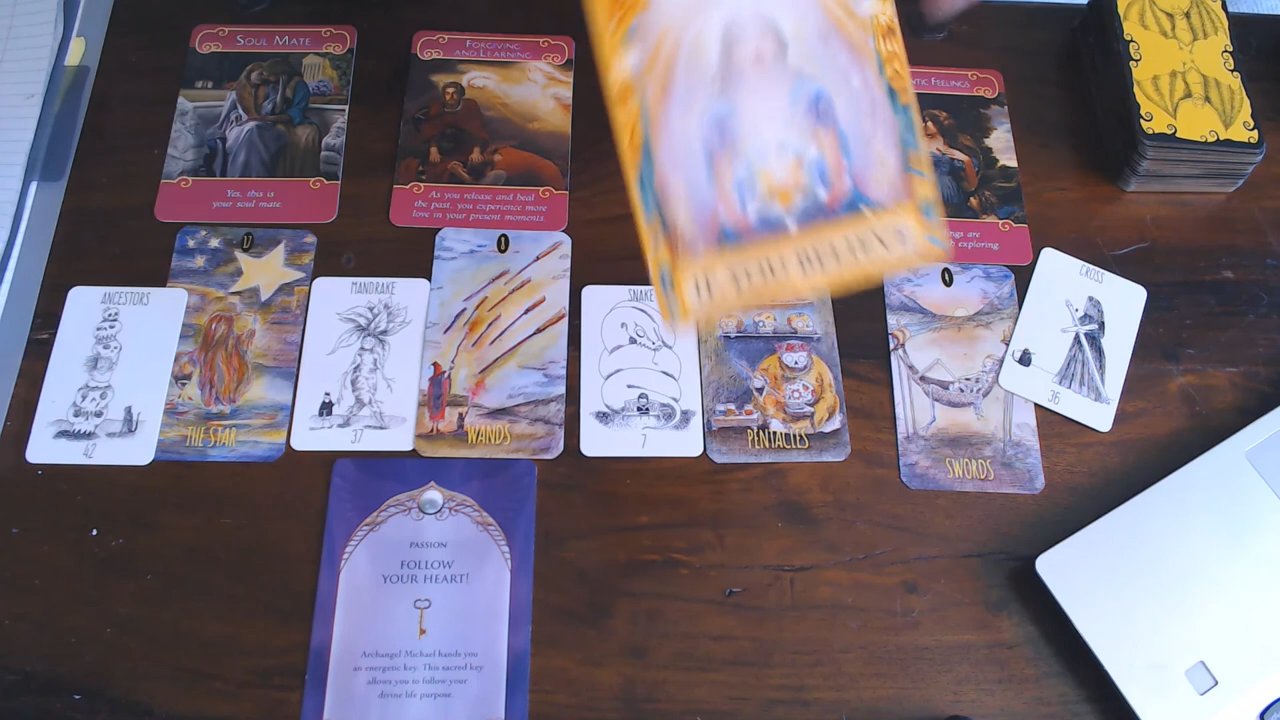 SOUL MATE
Yes, this is
your soul mate.
FORGIVING
AND LEARNING
As you release and heal
the past, you experience more
love in your present moments.
FEELINGS
are
exploring.
ANCESTORS
42
17
THE STAR
MANDRAKE
37
8
WANDS
SNAKE
7
PENTACLES
SWORDS
CROSS
36
PASSION
FOLLOW
YOUR HEART!
Archangel Michael hands you
an energetic key. This sacred key
allows you to follow your
divine life purpose.